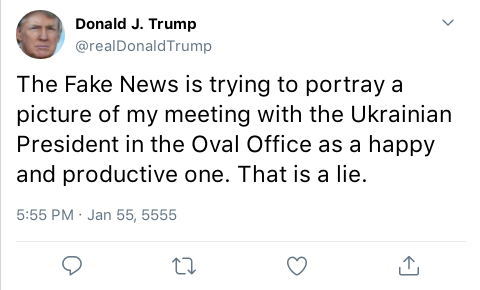 Donald J. Trump
@realDonaldTrump
The Fake News is trying to portray a
picture of my meeting with the Ukrainian
President in the Oval Office as a happy
and productive one. That is a lie.
5:55 PM · Jan 55, 5555